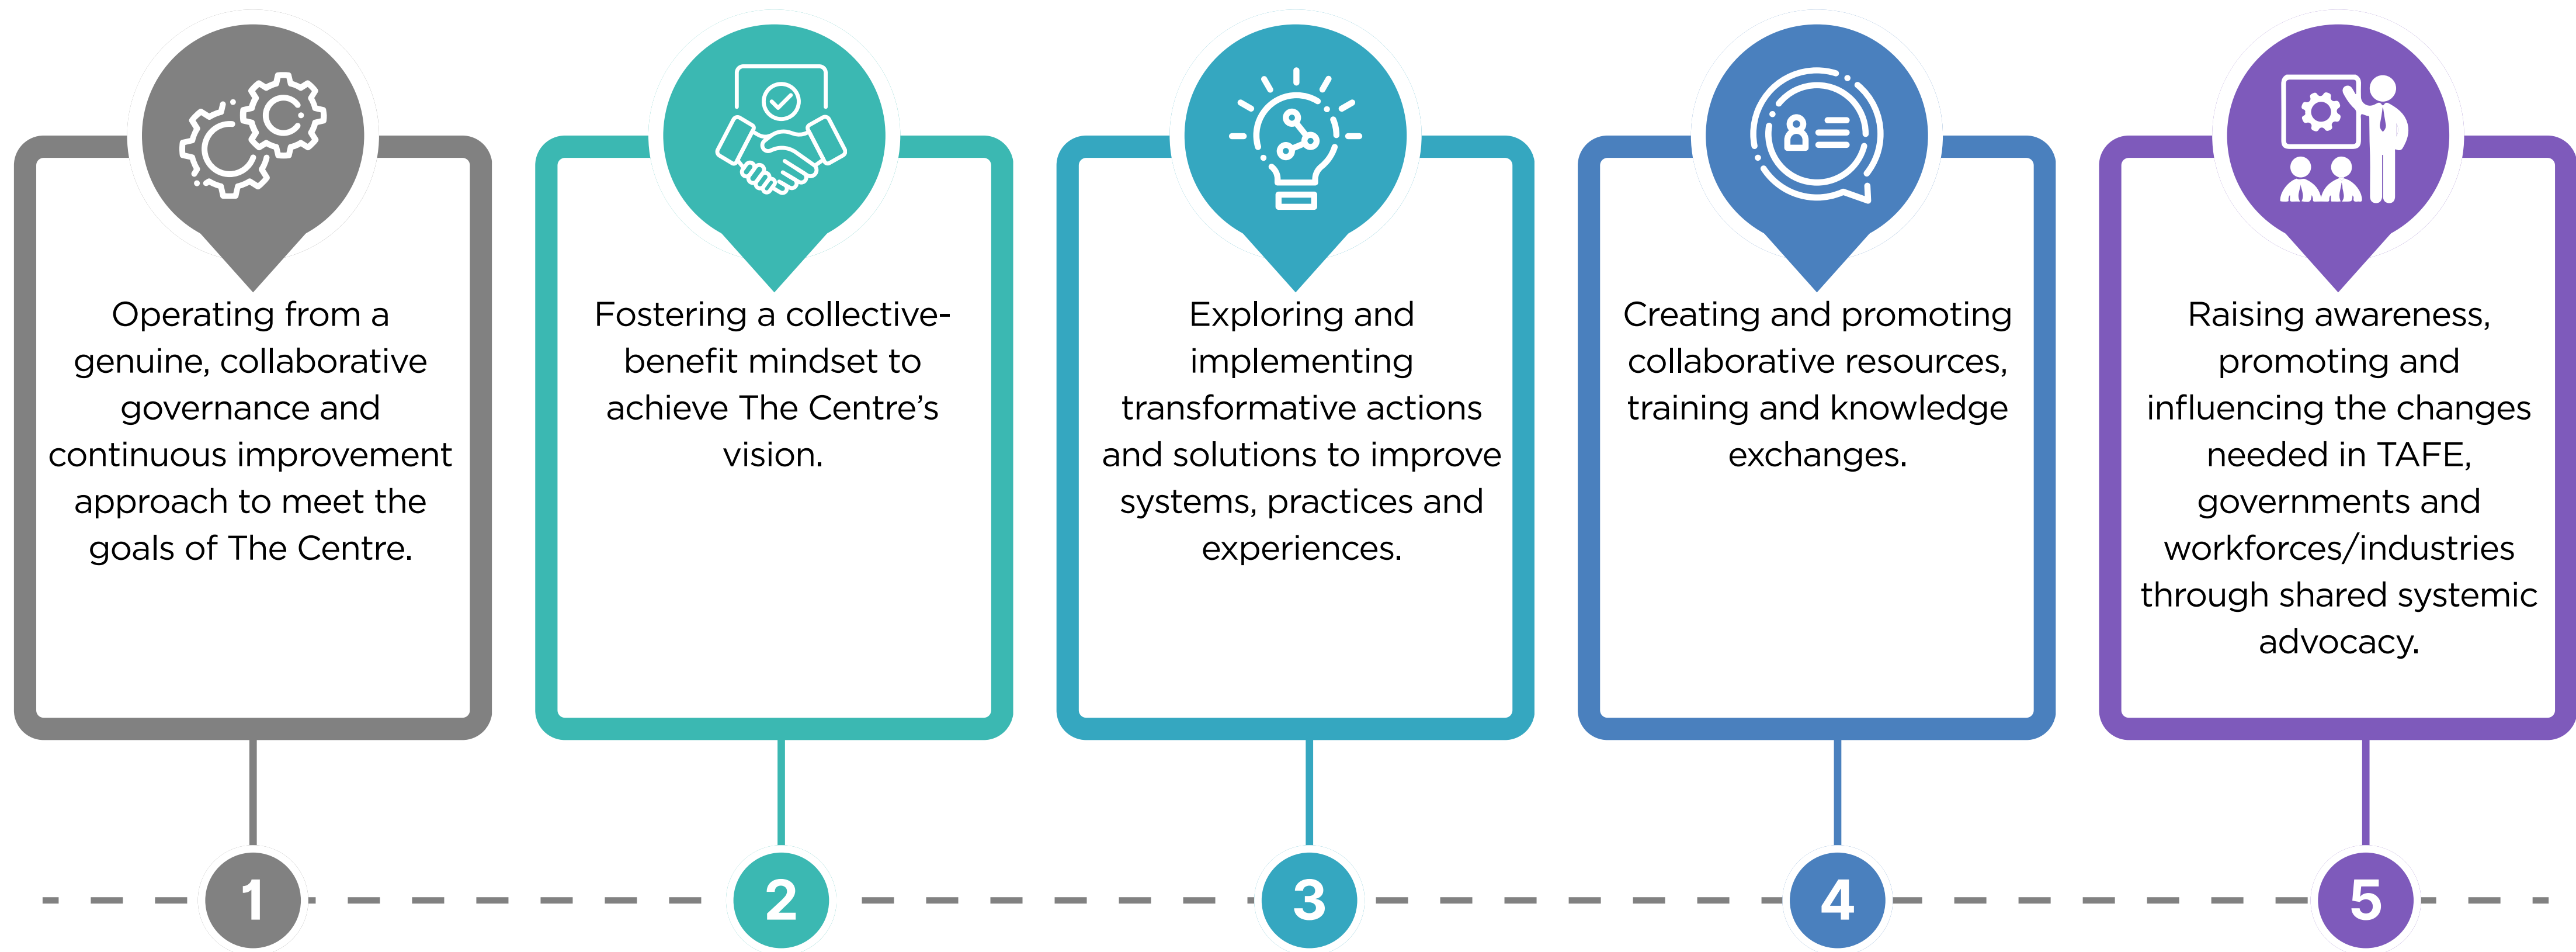 Operating from a
genuine, collaborative
governance and
continuous improvement
approach to meet the
goals of The Centre.
Fostering a collective-
benefit mindset to
achieve The Centre’s
vision.
Exploring and
implementing
transformative actions
and solutions to improve
systems, practices and
experiences.
Creating and promoting
collaborative resources,
training and knowledge
exchanges.
Raising awareness,
promoting and
influencing the changes
needed in TAFE,
governments and
workforces/industries
through shared systemic
advocacy.
1
2
3
4
5